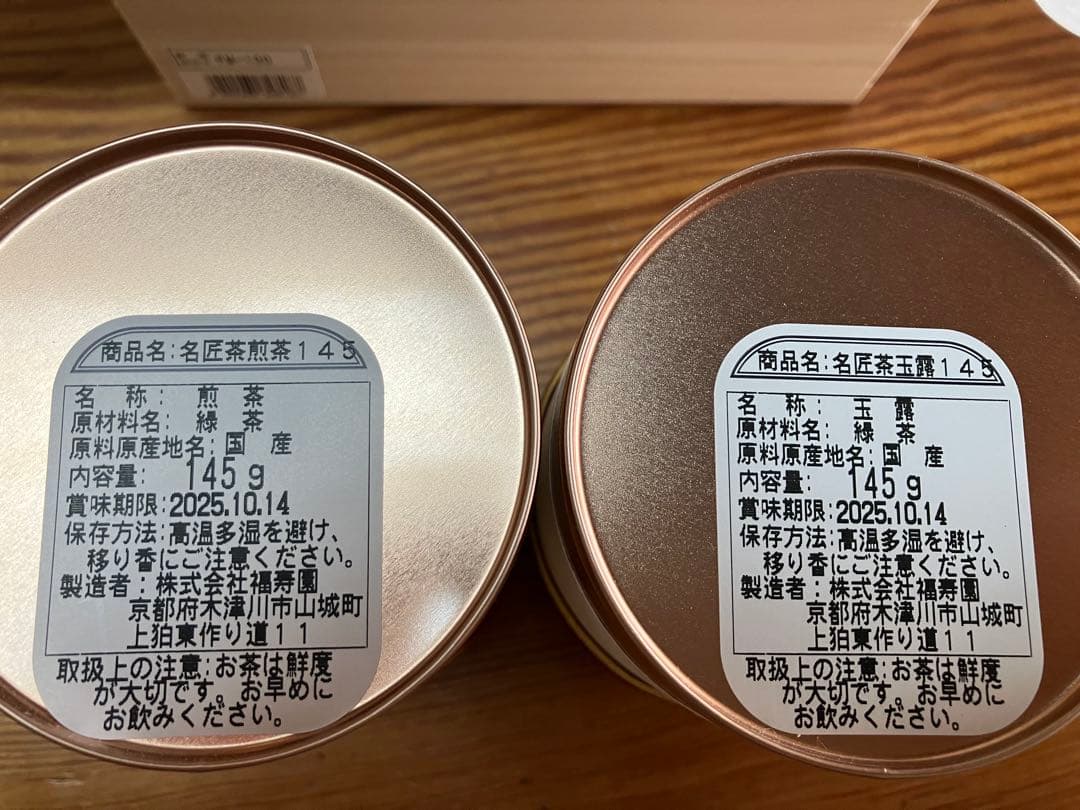 商品名:名匠茶煎茶145
名 称: 煎 茶
原材料名: 緑 茶
原料原産地名:国 産
内容量: 145g
賞味期限:2025.10.14
保存方法:高温多湿を避け、
移り香にご注意ください。
製造者:株式会社福寿園
京都府木津川市山城町
上狛東作り道11
取扱上の注意:お茶は鮮度
が大切です。お早めに
お飲みください。
商品名:名匠茶玉露145
名 称: 玉 露
原材料名: 緑 茶
原料原産地名:国 産
内容量: 145g
賞味期限:2025.10.14
保存方法:高温多湿を避け、
移り香にご注意ください。
製造者:株式会社福寿園
京都府木津川市山城町
上狛東作り道11
取扱上の注意:お茶は鮮度
が大切です。お早めに
お飲みください。